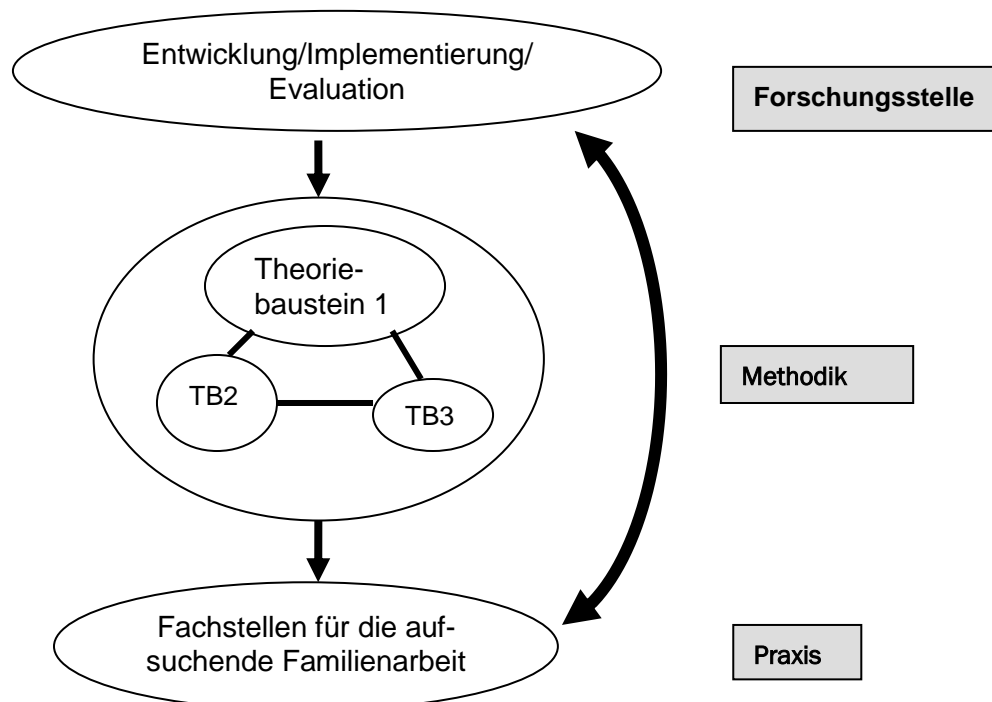 Entwicklung/Implementierung/
Evaluation
Forschungsstelle
Theorie-
baustein 1
TB2
TB3
Methodik
Fachstellen für die auf-
suchende Familienarbeit
Praxis